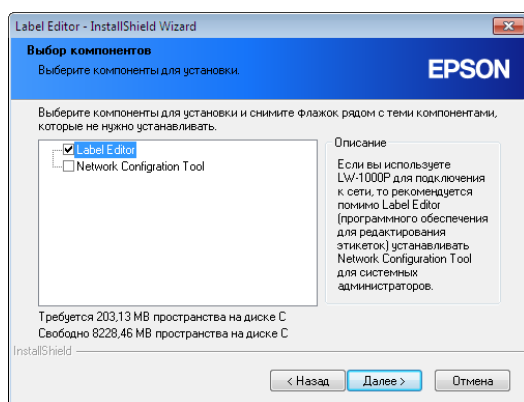 Label Editor - InstallShield Wizard
Выбор компонентов
Выберите компоненты для установки.
EPSON
Выберите компоненты для установки и снимите флажок рядом с теми компонентами,
которые не нужно устанавливать.
Label Editor
Network Configration Tool
Описание
Если вы используете
LW-1000P для подключения
к сети, то рекомендуется
помимо Label Editor
(программного обеспечения
для редактирования
этикеток) устанавливать
Network Configration Tool
для системных
администраторов.
Требуется 203,13 MB пространства на диске C
Свободно 8228,46 MB пространства на диске C
InstallShield
< Назад
Далее >
Отмена